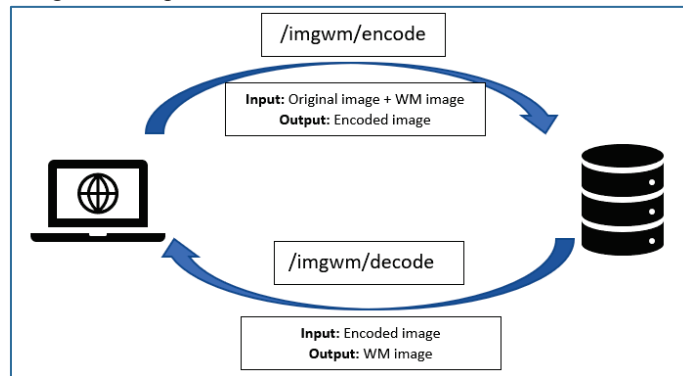 /imgwm/encode
Input: Original image + WM image
Output: Encoded image
/imgwm/decode
Input: Encoded image
Output: WM image